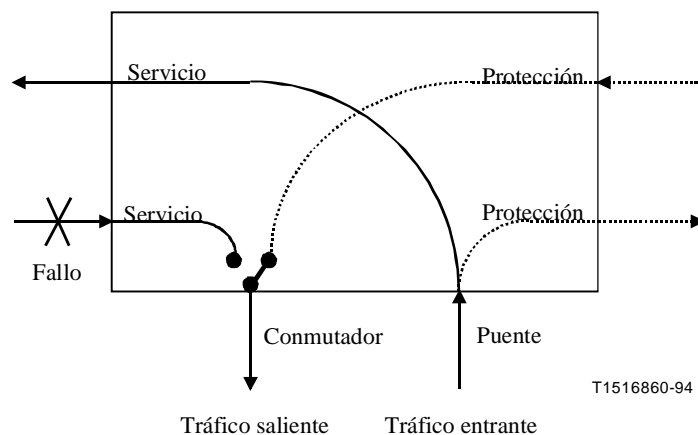 Servicio
Protección
Servicio
Protección
Fallo
Conmutador
Puente
T1516860-94
Tráfico saliente
Tráfico entrante